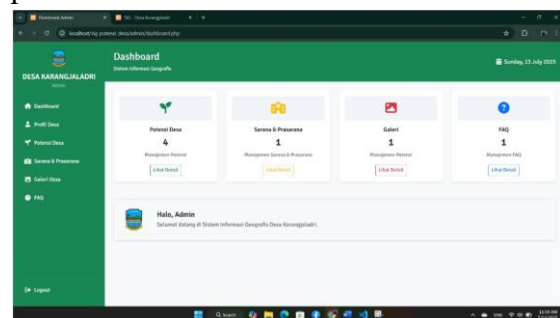 Dashboard Admin
SIG - Desa Karangjaladri
localhost/sig potensi desa/admin/dashboard.php
DESA KARANGJALADRI
Admin
Dashboard
Profil Desa
Potensi Desa
Sarana & Prasarana
Galeri Desa
FAQ
Logout
Dashboard
Sistem Informasi Geografis
Sunday, 13 July 2025
Potensi Desa
4
Manajemen Potensi
Lihat Detail
Sarana & Prasarana
1
Manajemen Sarana & Prasarana
Lihat Detail
Galeri
1
Manajemen Potensi
Lihat Detail
FAQ
1
Manajemen FAQ
Lihat Detail
Halo, Admin
Selamat datang di Sistem Informasi Geografis Desa Karangjaladri.
Search